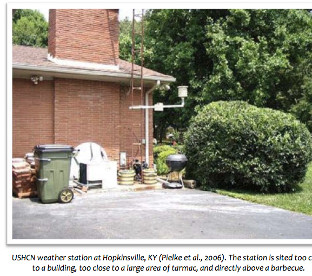 USHCN weather station at Hopkinsville, KY (Pielke et al., 2006). The station is sited too c
to a building, too close to a large area of tarmac, and directly above a barbecue.